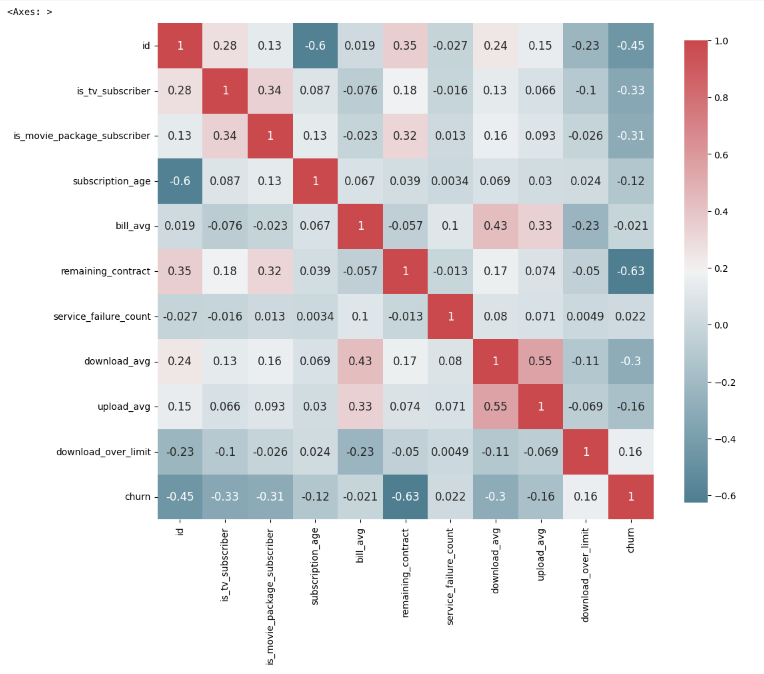 <Axes: >
id 1 0.28 0.13 -0.6 0.019 0.35 -0.027 0.24 0.15 -0.23 -0.45
is_tv_subscriber 0.28 1 0.34 0.087 -0.076 0.18 -0.016 0.13 0.066 -0.1 -0.33
is_movie_package_subscriber 0.13 0.34 1 0.13 -0.023 0.32 0.013 0.16 0.093 -0.026 -0.31
subscription_age -0.6 0.087 0.13 1 0.067 0.039 0.0034 0.069 0.03 0.024 -0.12
bill_avg 0.019 -0.076 -0.023 0.067 1 -0.057 0.1 0.43 0.33 -0.23 -0.021
remaining_contract 0.35 0.18 0.32 0.039 -0.057 1 -0.013 0.17 0.074 -0.05 -0.63
service_failure_count -0.027 -0.016 0.013 0.0034 0.1 -0.013 1 0.08 0.071 0.0049 0.022
download_avg 0.24 0.13 0.16 0.069 0.43 0.17 0.08 1 0.55 -0.11 -0.3
upload_avg 0.15 0.066 0.093 0.03 0.33 0.074 0.071 0.55 1 -0.069 -0.16
download_over_limit -0.23 -0.1 -0.026 0.024 -0.23 -0.05 0.0049 -0.11 -0.069 1 0.16
churn -0.45 -0.33 -0.31 -0.12 -0.021 -0.63 0.022 -0.3 -0.16 0.16 1
id
is_tv_subscriber
is_movie_package_subscriber
subscription_age
bill_avg
remaining_contract
service_failure_count
download_avg
upload_avg
download_over_limit
churn
1.0
0.8
0.6
0.4
0.2
0.0
−0.2
−0.4
−0.6